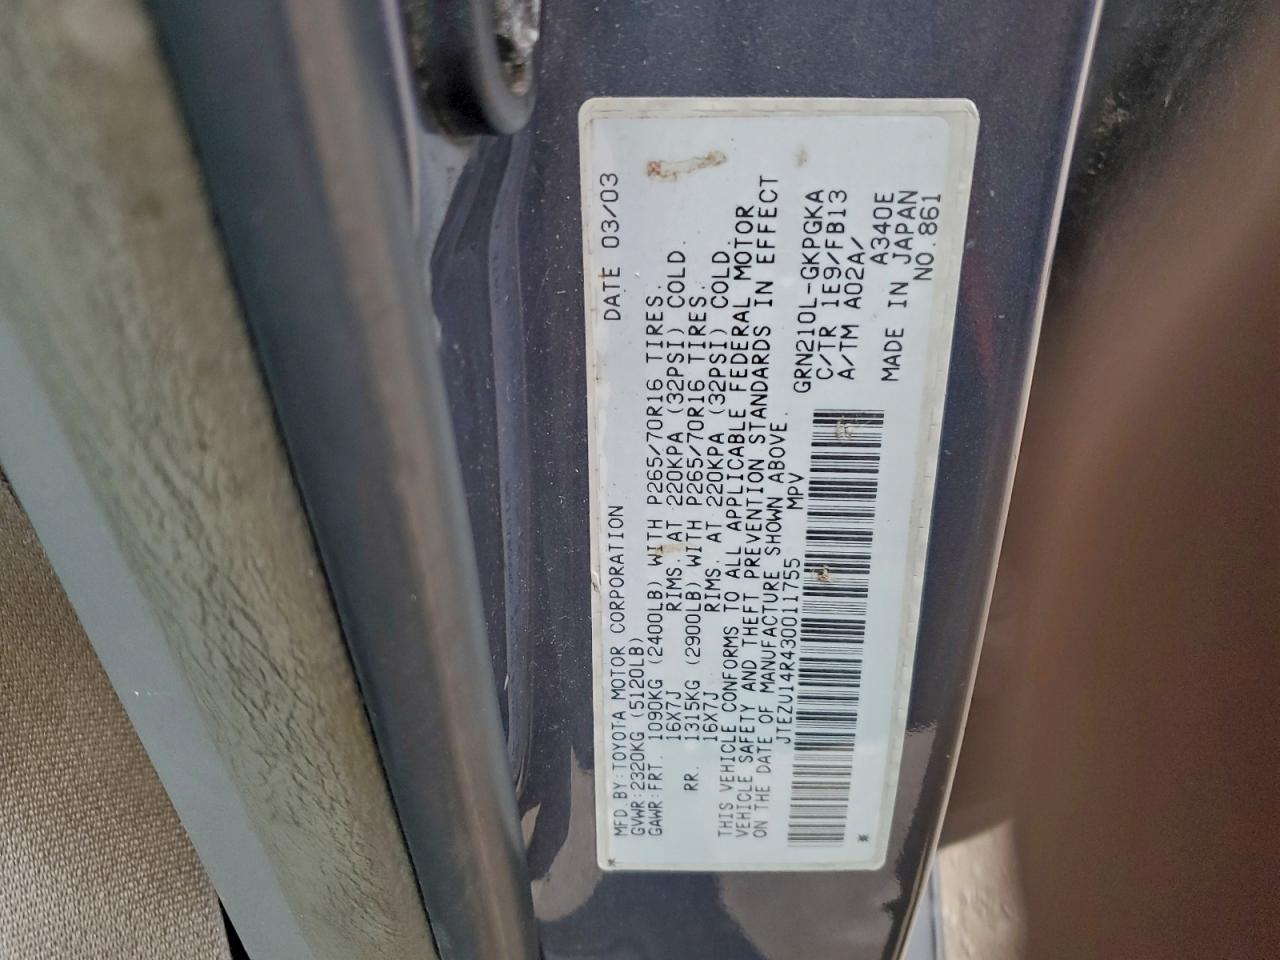 MFD.BY:TOYOTA MOTOR CORPORATION DATE 03/03
GVWR:2320KG (5120LB)
GAWR:FRT. 1090KG (2400LB) WITH P265/70R16 TIRES.
16X7J RIMS. AT 220KPA (32PSI) COLD.
RR. 1315KG (2900LB) WITH P265/70R16 TIRES.
16X7J RIMS. AT 220KPA (32PSI) COLD.
THIS VEHICLE CONFORMS TO ALL APPLICABLE FEDERAL MOTOR
VEHICLE SAFETY AND THEFT PREVENTION STANDARDS IN EFFECT
ON THE DATE OF MANUFACTURE SHOWN ABOVE.
JTEZU14R430011755 MPV
GRN210L-GKPGKA
C/TR 1E9/FB13
A/TM A02A/
A340E
MADE IN JAPAN
NO.861